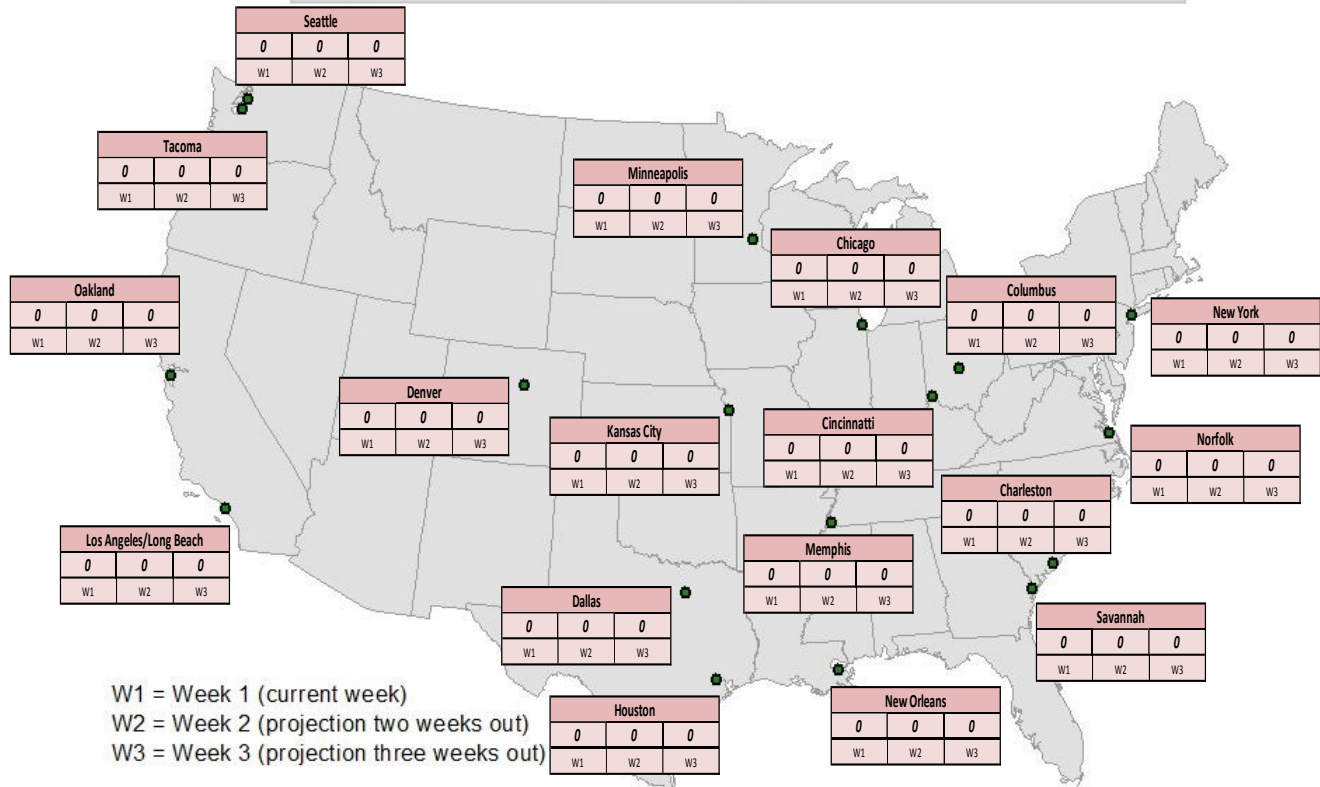 Seattle
0 0 0
W1 W2 W3
Tacoma
0 0 0
W1 W2 W3
Minneapolis
0 0 0
W1 W2 W3
Chicago
0 0 0
W1 W2 W3
Oakland
0 0 0
W1 W2 W3
Columbus
0 0 0
W1 W2 W3
New York
0 0 0
W1 W2 W3
Denver
0 0 0
W1 W2 W3
Kansas City
0 0 0
W1 W2 W3
Cincinnatti
0 0 0
W1 W2 W3
Norfolk
0 0 0
W1 W2 W3
Charleston
0 0 0
W1 W2 W3
Los Angeles/Long Beach
0 0 0
W1 W2 W3
Memphis
0 0 0
W1 W2 W3
Dallas
0 0 0
W1 W2 W3
Savannah
0 0 0
W1 W2 W3
Houston
0 0 0
W1 W2 W3
New Orleans
0 0 0
W1 W2 W3
W1 = Week 1 (current week)
W2 = Week 2 (projection two weeks out)
W3 = Week 3 (projection three weeks out)